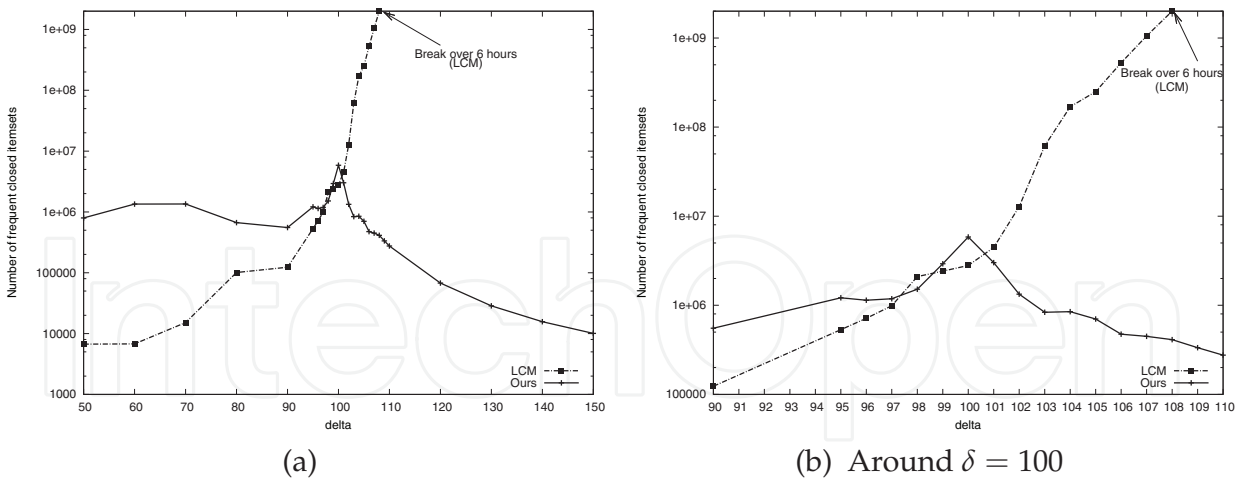 1e+09
1e+08
1e+07
1e+06
100000
10000
1000
Number of frequent closed itemsets
50 60 70 80 90 100 110 120 130 140 150
delta
Break over 6 hours
(LCM)
LCM
Ours
(a)
1e+09
1e+08
1e+07
1e+06
100000
Number of frequent closed itemsets
90 91 92 93 94 95 96 97 98 99 100 101 102 103 104 105 106 107 108 109 110
delta
Break over 6 hours
(LCM)
LCM
Ours
(b) Around δ = 100
IntechOpen